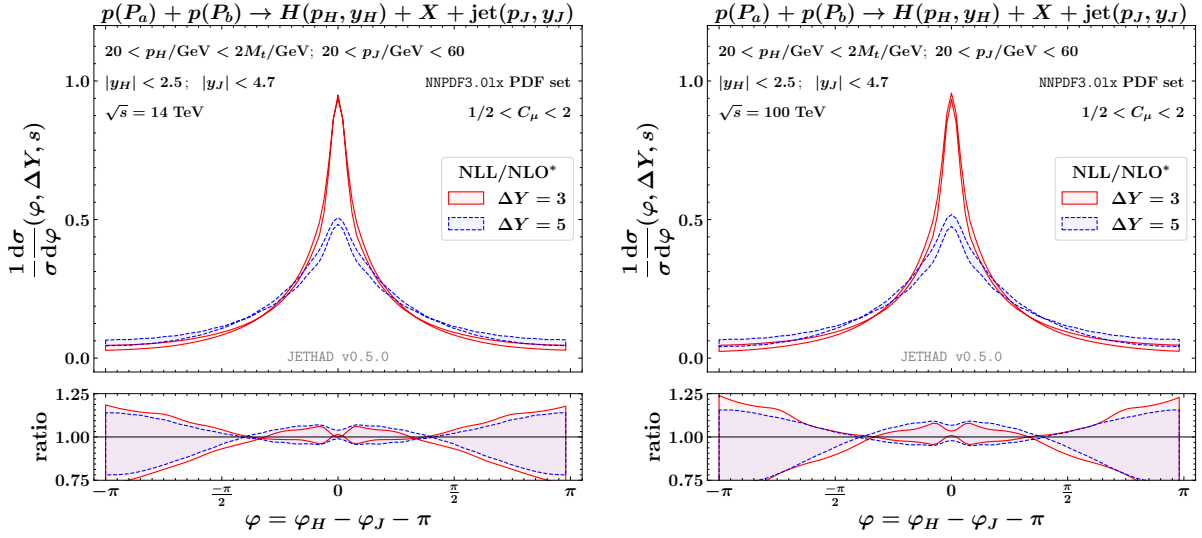 p(P_a) + p(P_b) → H(p_H, y_H) + X + jet(p_J, y_J)
20 < p_H/GeV < 2M_t/GeV; 20 < p_J/GeV < 60
|y_H| < 2.5; |y_J| < 4.7
NNPDF3.0lx PDF set
√s = 14 TeV
1/2 < C_μ < 2
NLL/NLO*
ΔY = 3
ΔY = 5
1/σ dσ/dφ (φ, ΔY, s)
1.0
0.5
0.0
JETHAD v0.5.0
ratio
1.25
1.00
0.75
−π
−π/2
0
π/2
π
φ = φ_H − φ_J − π
p(P_a) + p(P_b) → H(p_H, y_H) + X + jet(p_J, y_J)
20 < p_H/GeV < 2M_t/GeV; 20 < p_J/GeV < 60
|y_H| < 2.5; |y_J| < 4.7
NNPDF3.0lx PDF set
√s = 100 TeV
1/2 < C_μ < 2
NLL/NLO*
ΔY = 3
ΔY = 5
1/σ dσ/dφ (φ, ΔY, s)
1.0
0.5
0.0
JETHAD v0.5.0
ratio
1.25
1.00
0.75
−π
−π/2
0
π/2
π
φ = φ_H − φ_J − π